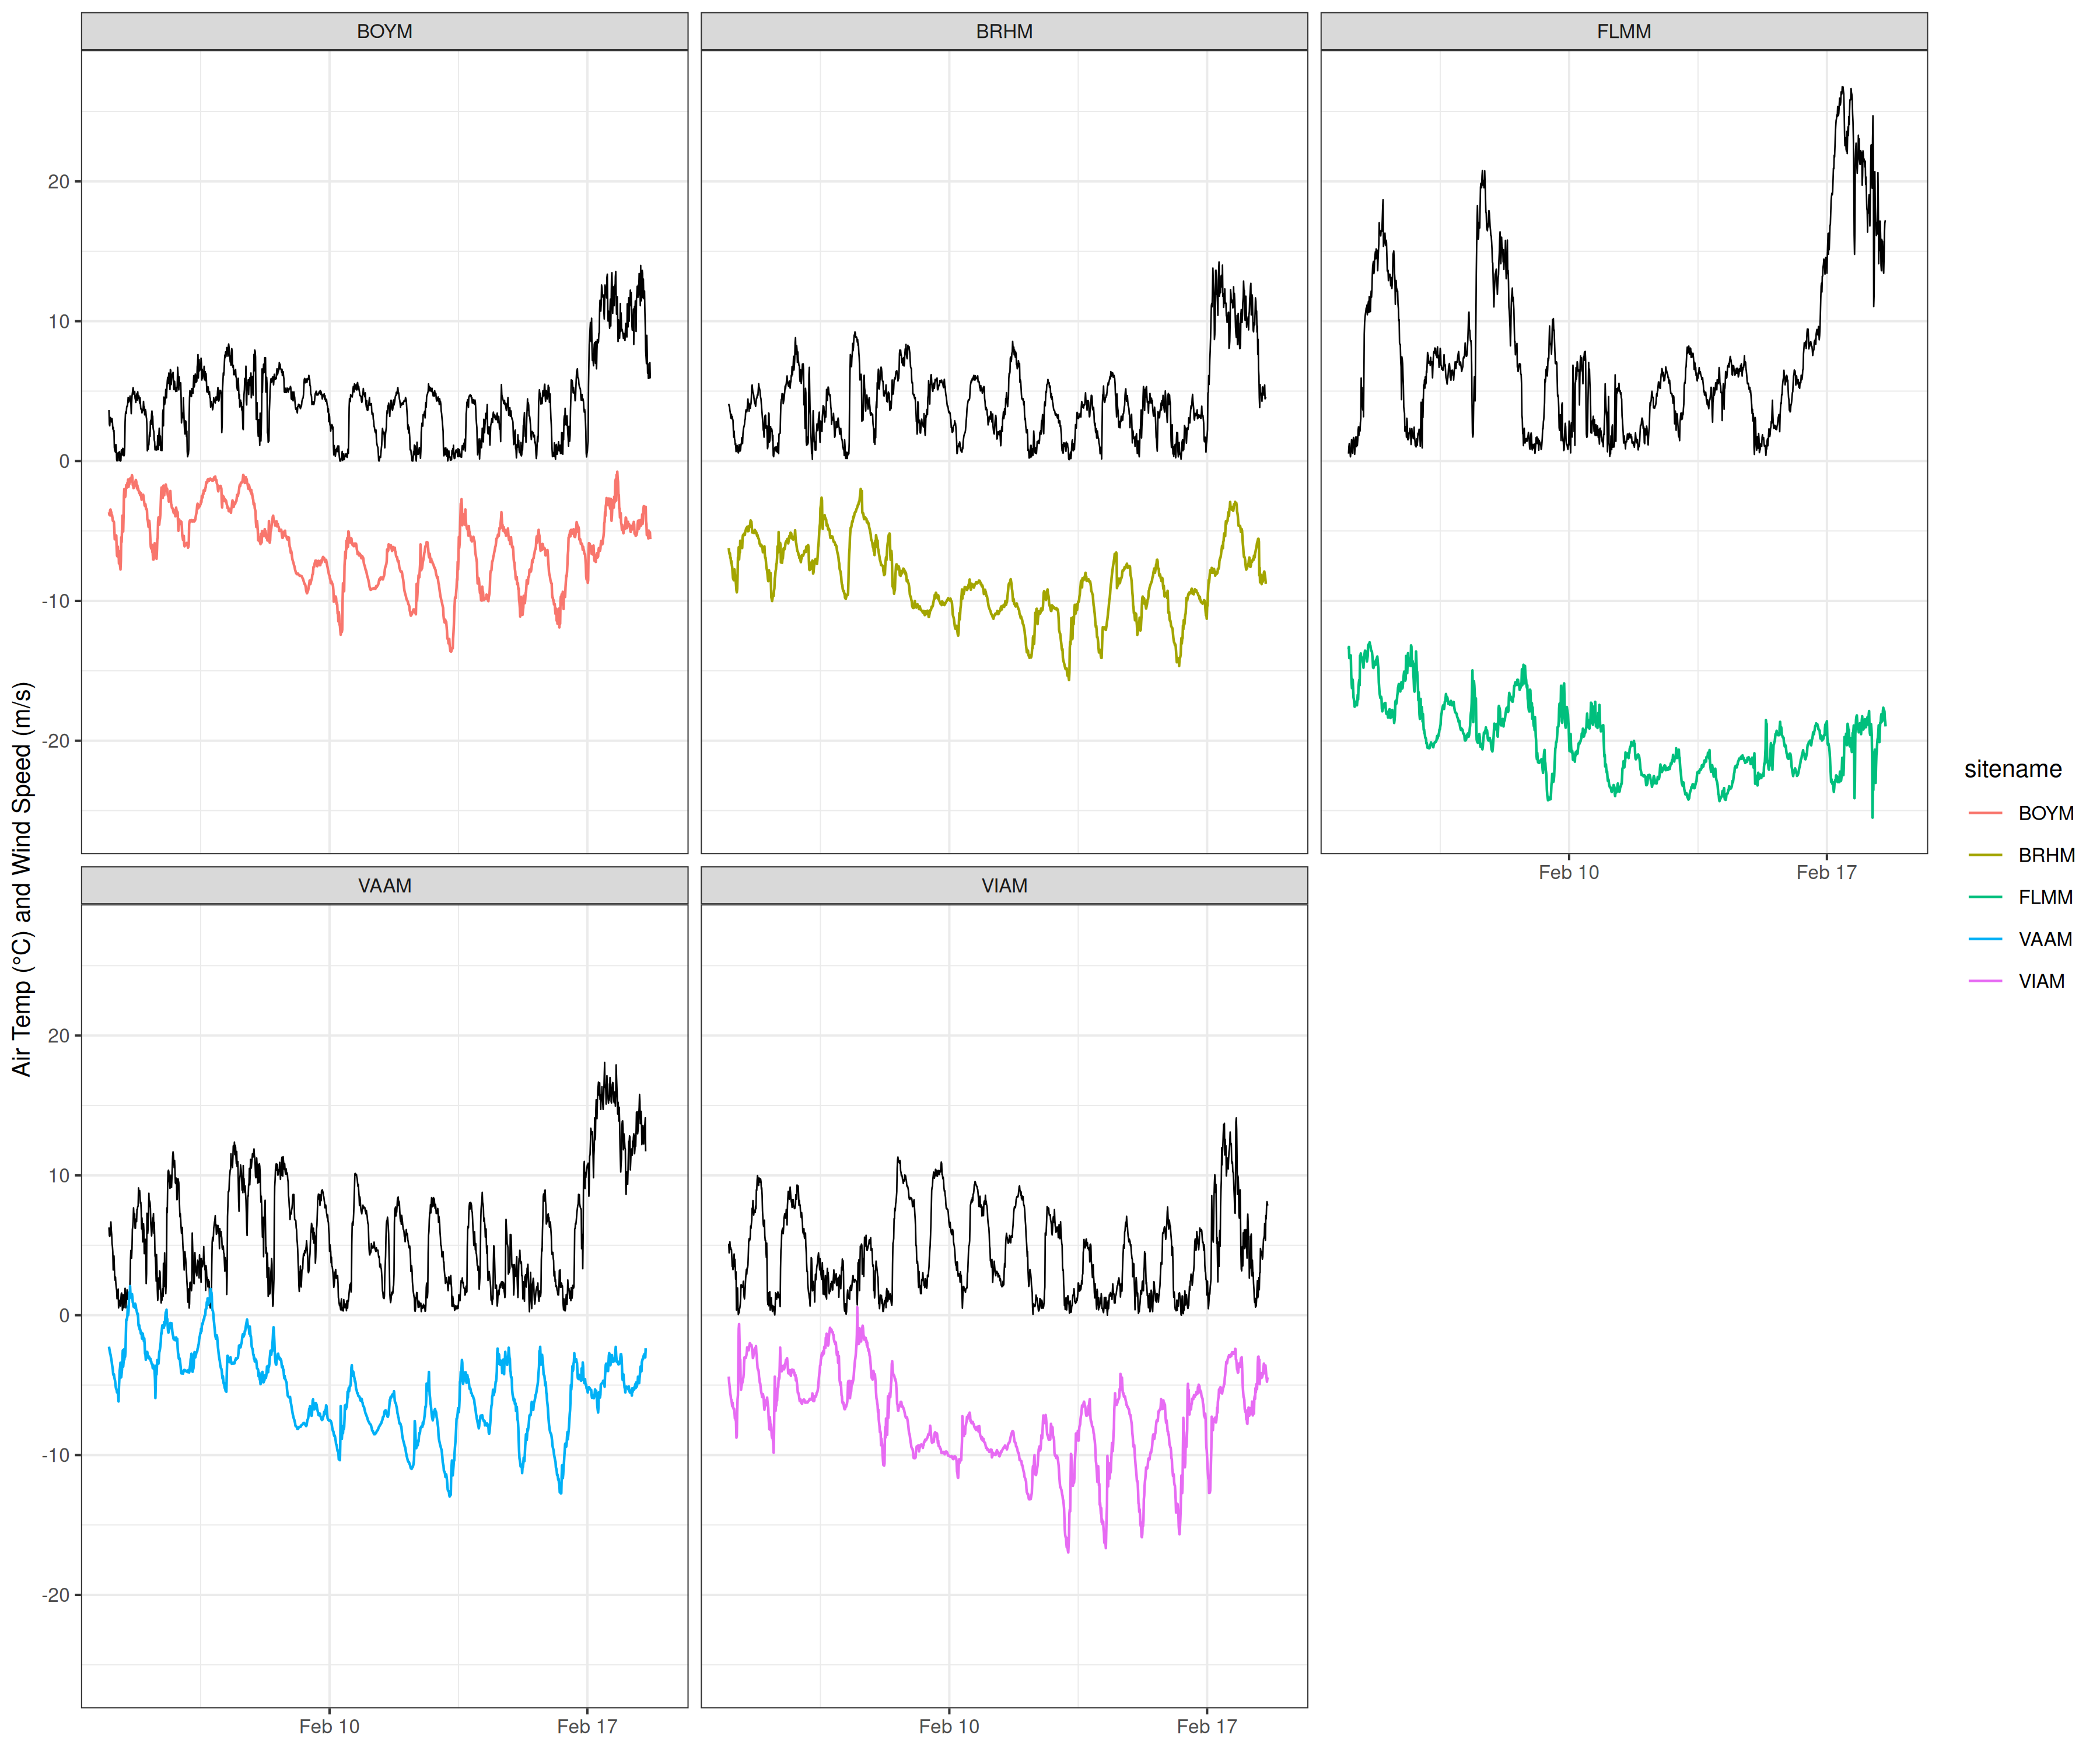 BOYM
BRHM
FLMM
20
10
0
-10
-20
Feb 10
Feb 17
VAAM
VIAM
20
10
0
-10
-20
Feb 10
Feb 17
Feb 10
Feb 17
Air Temp (°C) and Wind Speed (m/s)
sitename
BOYM
BRHM
FLMM
VAAM
VIAM